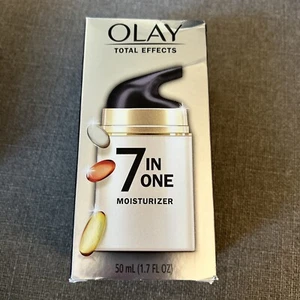 OLAY
TOTAL EFFECTS
7 IN
ONE
MOISTURIZER
50 mL (1.7 FL OZ)